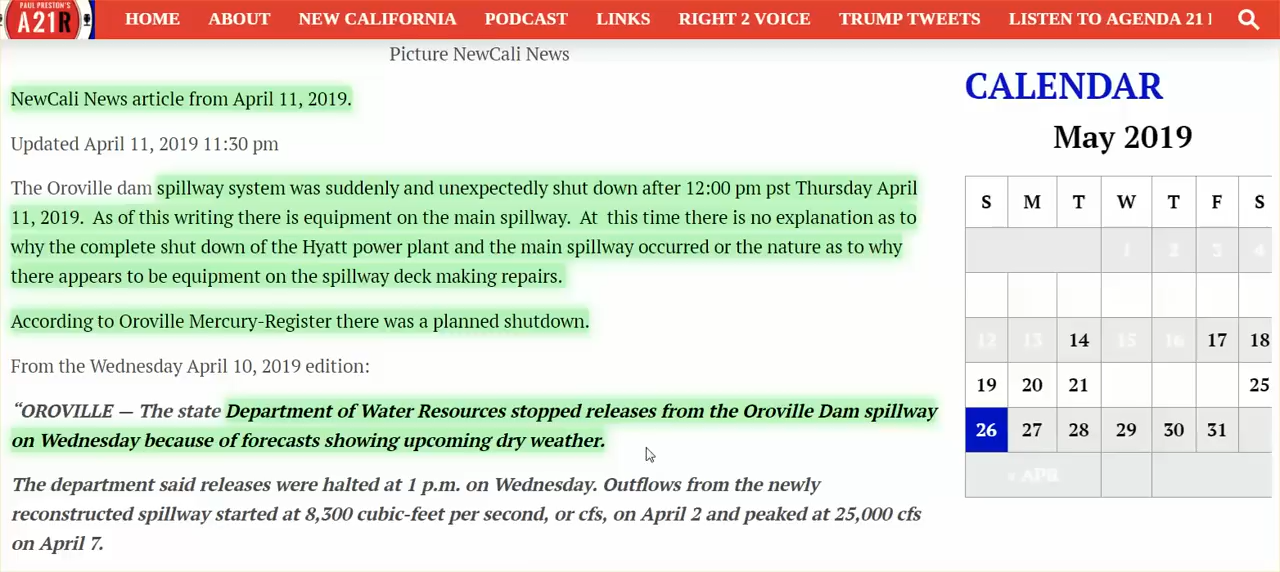 PAUL PRESTON'S
A21R
HOME ABOUT NEW CALIFORNIA PODCAST LINKS RIGHT 2 VOICE TRUMP TWEETS LISTEN TO AGENDA 21
Picture NewCali News
NewCali News article from April 11, 2019.
Updated April 11, 2019 11:30 pm
The Oroville dam spillway system was suddenly and unexpectedly shut down after 12:00 pm pst Thursday April
11, 2019.  As of this writing there is equipment on the main spillway.  At  this time there is no explanation as to
why the complete shut down of the Hyatt power plant and the main spillway occurred or the nature as to why
there appears to be equipment on the spillway deck making repairs.
According to Oroville Mercury-Register there was a planned shutdown.
From the Wednesday April 10, 2019 edition:
“OROVILLE — The state Department of Water Resources stopped releases from the Oroville Dam spillway
on Wednesday because of forecasts showing upcoming dry weather.
The department said releases were halted at 1 p.m. on Wednesday. Outflows from the newly
reconstructed spillway started at 8,300 cubic-feet per second, or cfs, on April 2 and peaked at 25,000 cfs
on April 7.
CALENDAR
May 2019
S M T W T F S
1 2 3 4
12 13 14 15 16 17 18
19 20 21 25
26 27 28 29 30 31
« APR